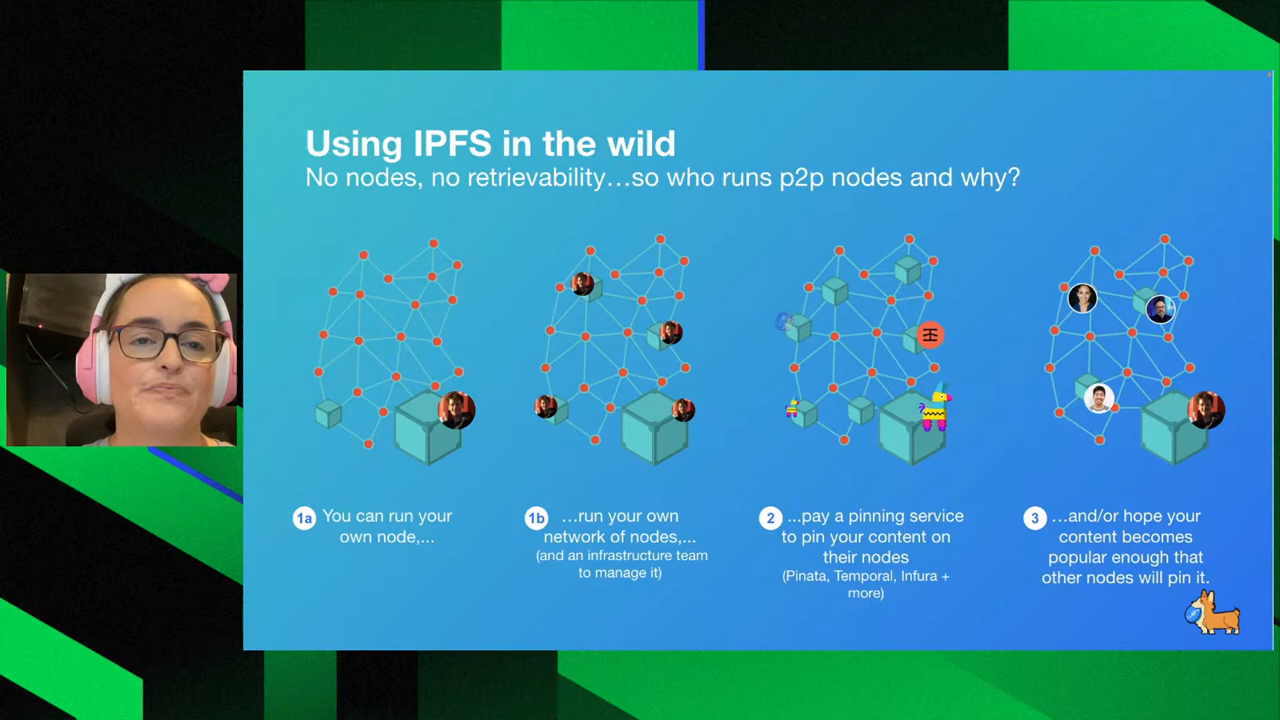 Using IPFS in the wild
No nodes, no retrievability...so who runs p2p nodes and why?
1a You can run your
own node,...
1b ...run your own
network of nodes,...
(and an infrastructure team
to manage it)
2 ...pay a pinning service
to pin your content on
their nodes
(Pinata, Temporal, Infura +
more)
3 ...and/or hope your
content becomes
popular enough that
other nodes will pin it.